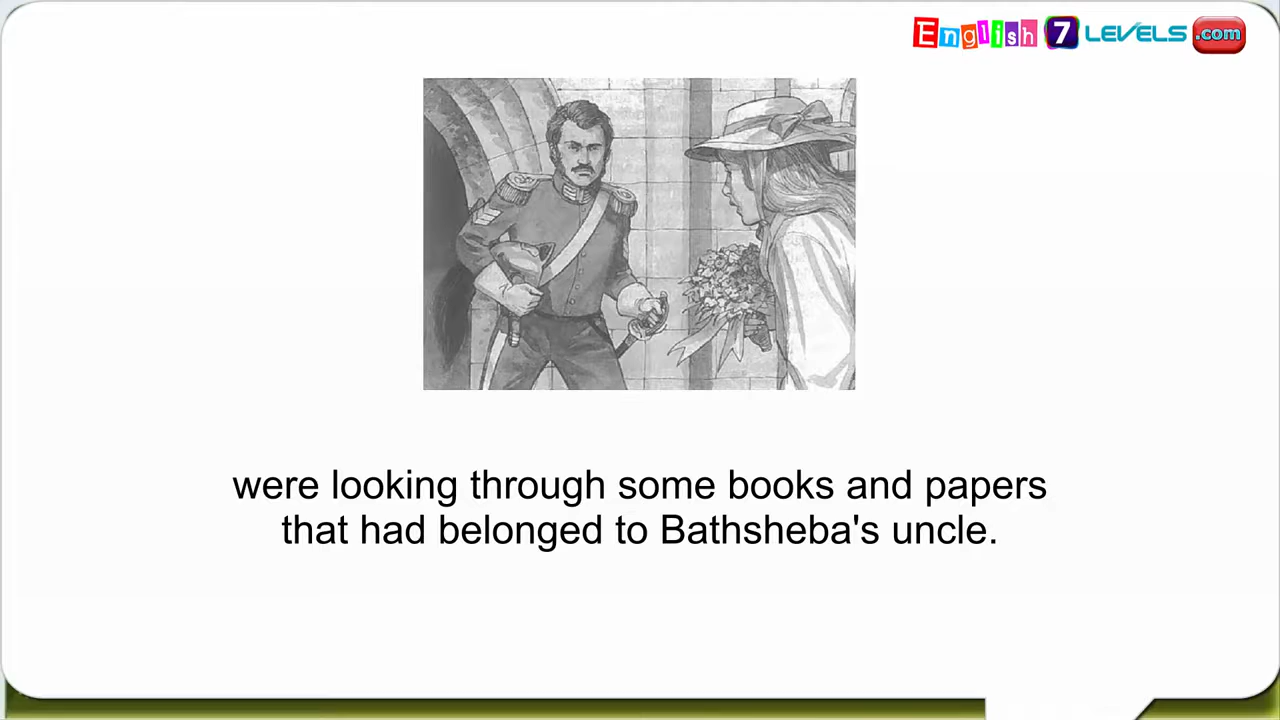 English 7 LEVELS .com
were looking through some books and papers
that had belonged to Bathsheba's uncle.